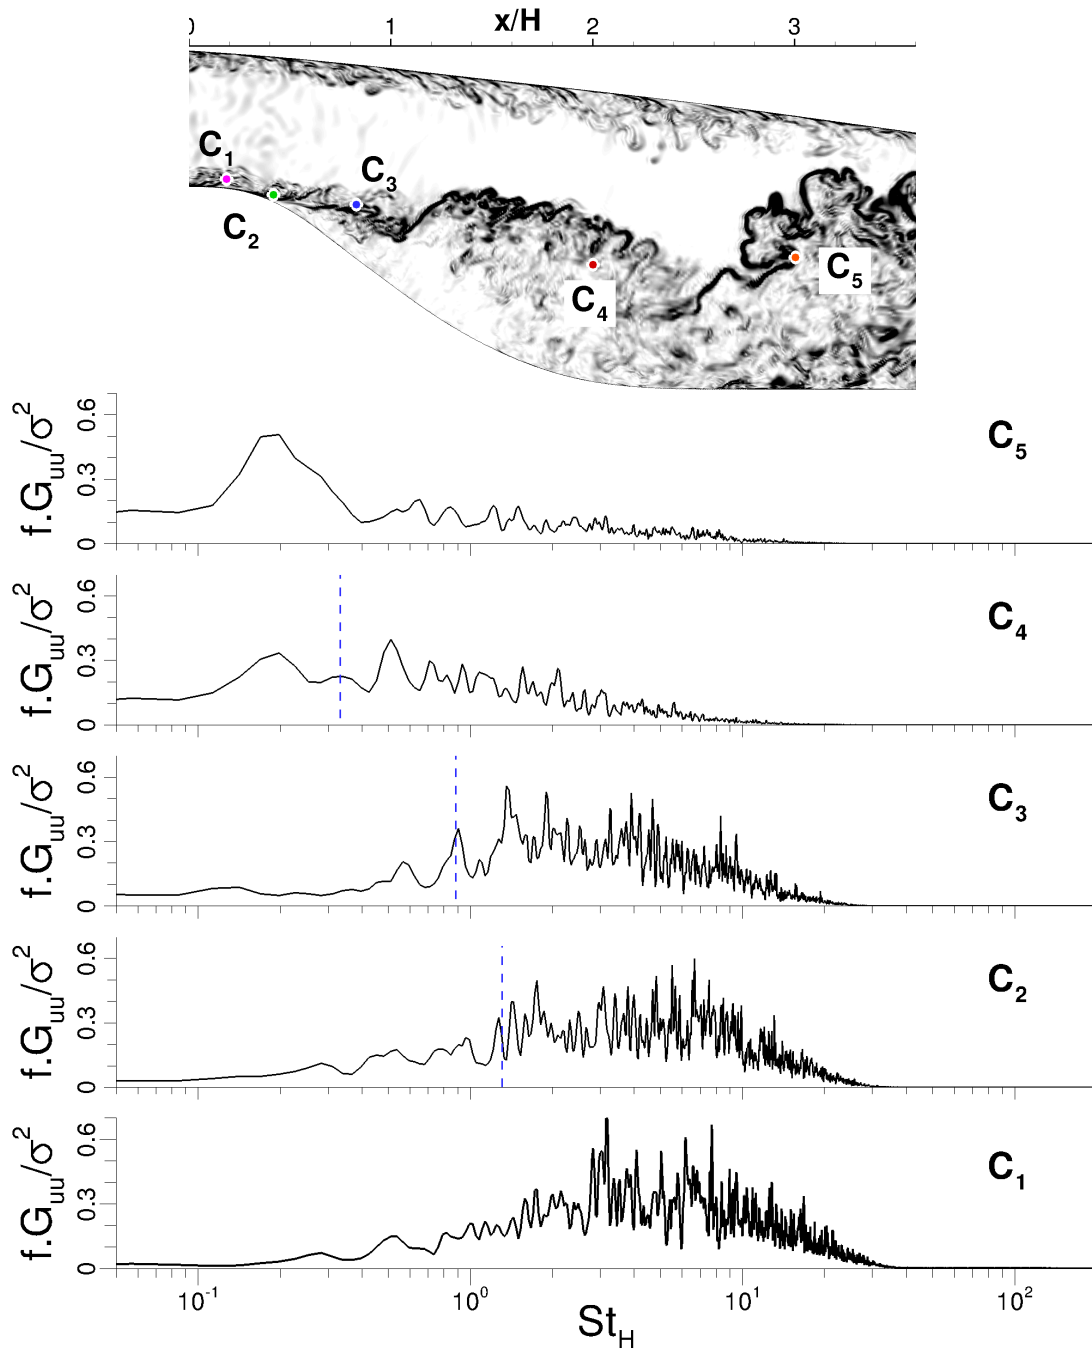 0 1 x/H 2 3
C₁
C₃
C₂
C₅
C₄
f.Gᵤᵤ/σ² 0 0.3 0.6 C₅
f.Gᵤᵤ/σ² 0 0.3 0.6 C₄
f.Gᵤᵤ/σ² 0 0.3 0.6 C₃
f.Gᵤᵤ/σ² 0 0.3 0.6 C₂
f.Gᵤᵤ/σ² 0 0.3 0.6 C₁
10⁻¹ 10⁰ 10¹ 10²
St_H